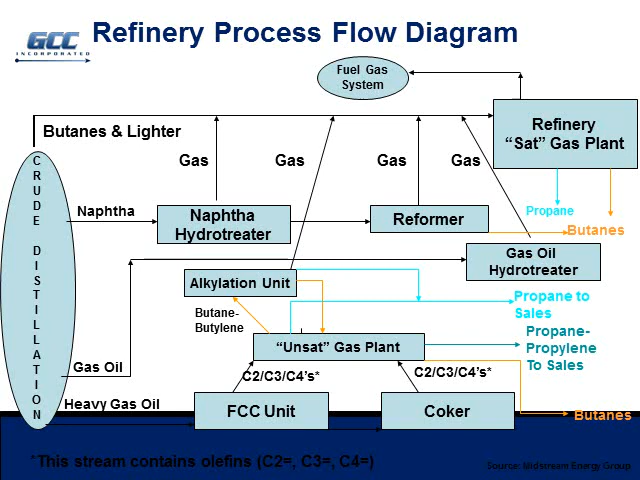 GCC
INCORPORATED
Refinery Process Flow Diagram
Fuel Gas
System
Butanes & Lighter
Refinery
“Sat” Gas Plant
Gas
Gas
Gas
Gas
CRUDE DISTILLATION
Naphtha
Naphtha
Hydrotreater
Reformer
Propane
Butanes
Gas Oil
Hydrotreater
Alkylation Unit
Butane-
Butylene
Propane to
Sales
“Unsat” Gas Plant
Propane-
Propylene
To Sales
Gas Oil
C2/C3/C4’s*
C2/C3/C4’s*
Heavy Gas Oil
FCC Unit
Coker
Butanes
*This stream contains olefins (C2=, C3=, C4=)
Source: Midstream Energy Group